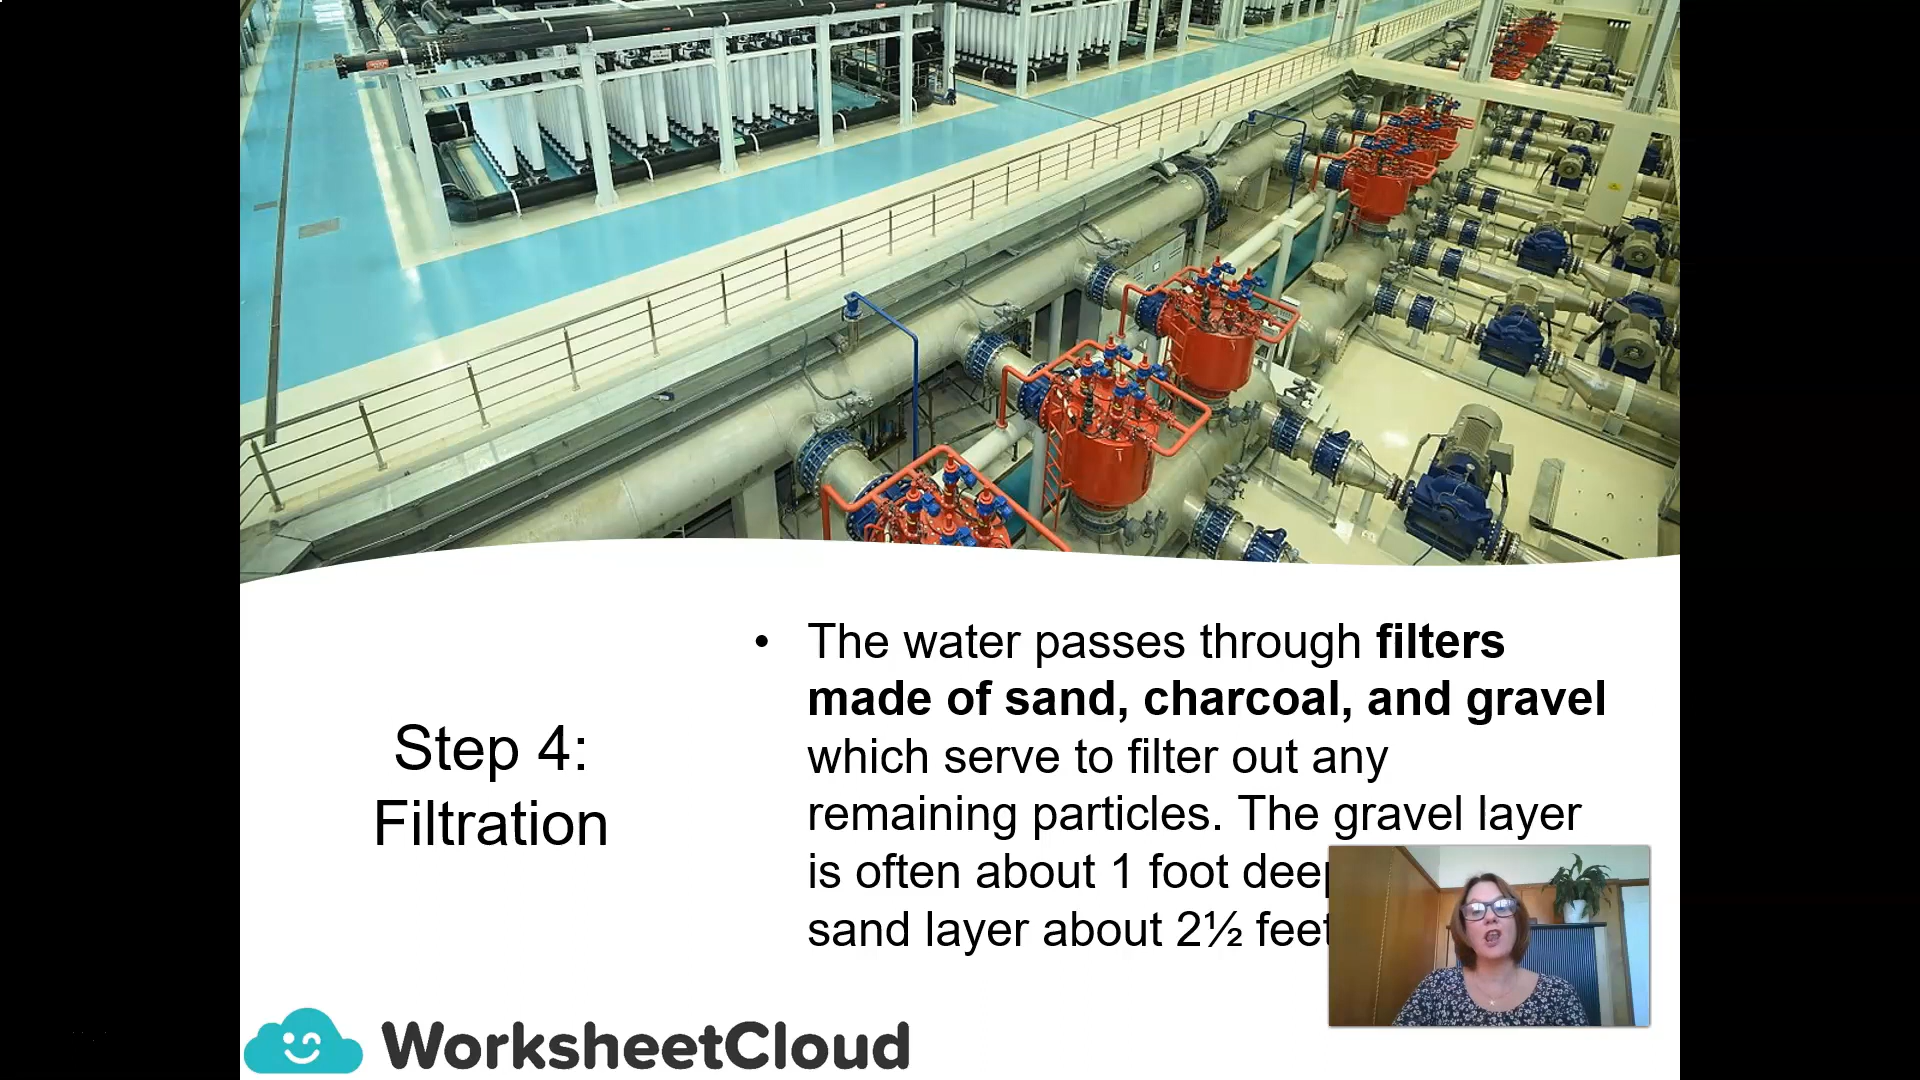 Step 4:
Filtration
• The water passes through filters
made of sand, charcoal, and gravel
which serve to filter out any
remaining particles. The gravel layer
is often about 1 foot deep
sand layer about 2½ feet
WorksheetCloud